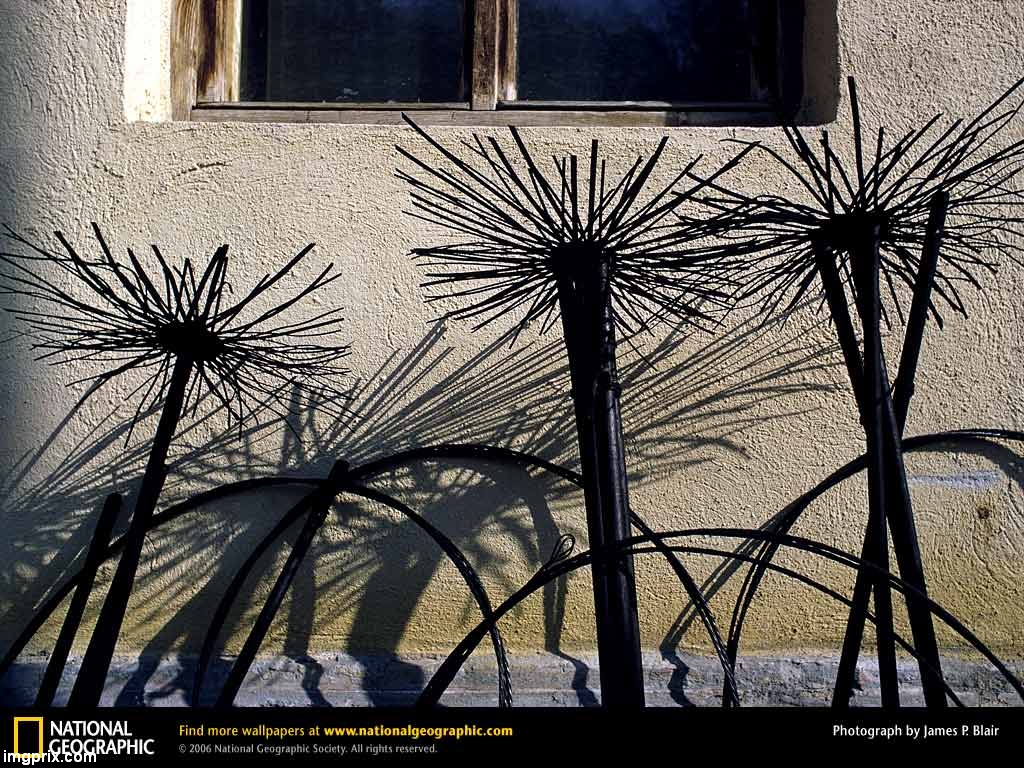 NATIONAL
GEOGRAPHIC
Find more wallpapers at www.nationalgeographic.com
© 2006 National Geographic Society. All rights reserved.
Photograph by James P. Blair
imgprix.com